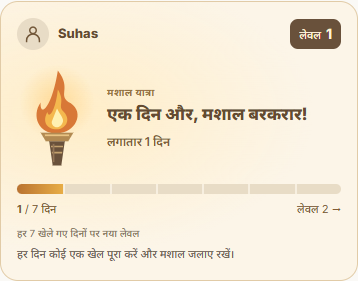 Suhas
लेवल 1
मशाल यात्रा
एक दिन और, मशाल बरकरार!
लगातार 1 दिन
1 / 7 दिन
लेवल 2 →
हर 7 खेले गए दिनों पर नया लेवल
हर दिन कोई एक खेल पूरा करें और मशाल जलाए रखें।